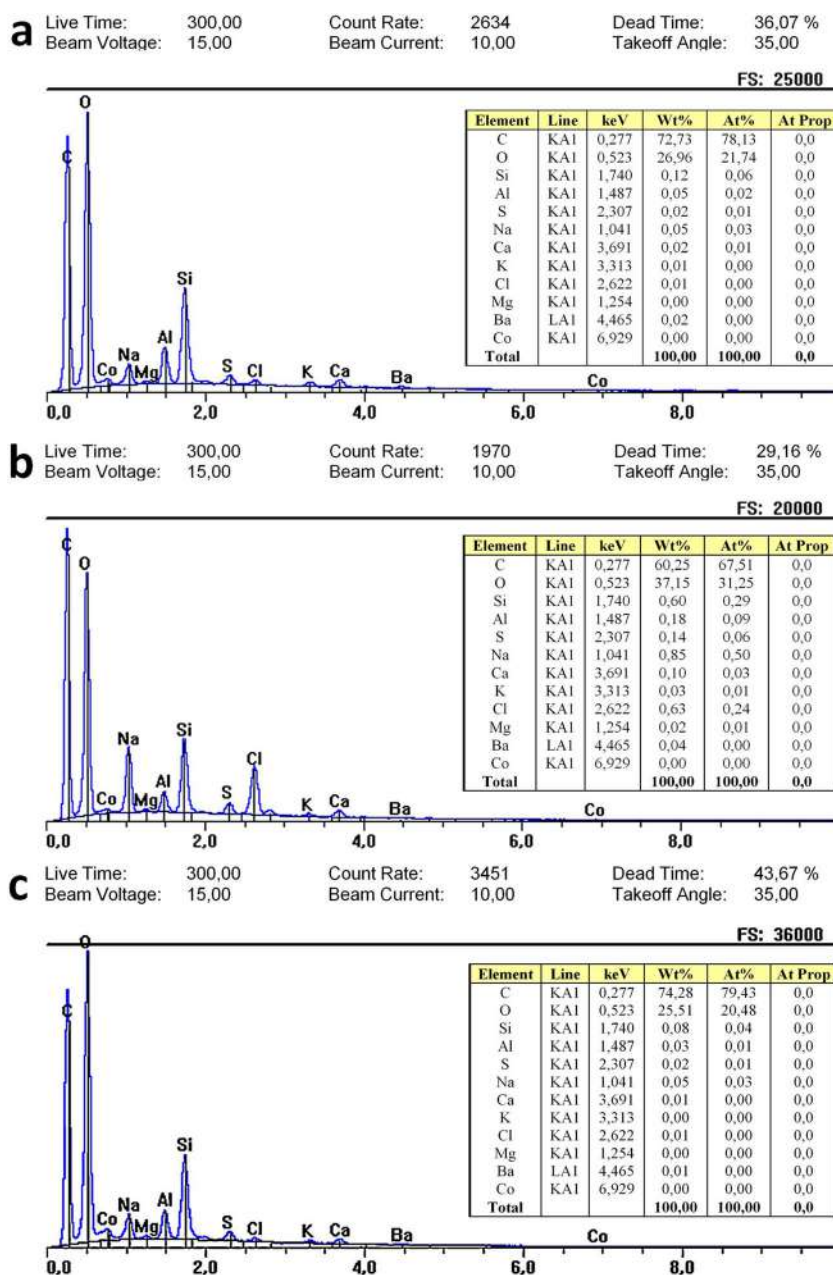 a
Live Time: 300,00 Count Rate: 2634 Dead Time: 36,07 %
Beam Voltage: 15,00 Beam Current: 10,00 Takeoff Angle: 35,00
FS: 25000
O
C
Si
Al
Na
Co
Mg
S
Cl
K
Ca
Ba
Co
Element Line keV Wt% At% At Prop
C KA1 0,277 72,73 78,13 0,0
O KA1 0,523 26,96 21,74 0,0
Si KA1 1,740 0,12 0,06 0,0
Al KA1 1,487 0,05 0,02 0,0
S KA1 2,307 0,02 0,01 0,0
Na KA1 1,041 0,05 0,03 0,0
Ca KA1 3,691 0,02 0,01 0,0
K KA1 3,313 0,01 0,00 0,0
Cl KA1 2,622 0,01 0,00 0,0
Mg KA1 1,254 0,00 0,00 0,0
Ba LA1 4,465 0,02 0,00 0,0
Co KA1 6,929 0,00 0,00 0,0
Total 100,00 100,00 0,0
0,0 2,0 4,0 6,0 8,0
b
Live Time: 300,00 Count Rate: 1970 Dead Time: 29,16 %
Beam Voltage: 15,00 Beam Current: 10,00 Takeoff Angle: 35,00
FS: 20000
C
O
Na
Si
Cl
Al
Co
Mg
S
K
Ca
Ba
Co
Element Line keV Wt% At% At Prop
C KA1 0,277 60,25 67,51 0,0
O KA1 0,523 37,15 31,25 0,0
Si KA1 1,740 0,60 0,29 0,0
Al KA1 1,487 0,18 0,09 0,0
S KA1 2,307 0,14 0,06 0,0
Na KA1 1,041 0,85 0,50 0,0
Ca KA1 3,691 0,10 0,03 0,0
K KA1 3,313 0,03 0,01 0,0
Cl KA1 2,622 0,63 0,24 0,0
Mg KA1 1,254 0,02 0,01 0,0
Ba LA1 4,465 0,04 0,00 0,0
Co KA1 6,929 0,00 0,00 0,0
Total 100,00 100,00 0,0
0,0 2,0 4,0 6,0 8,0
c
Live Time: 300,00 Count Rate: 3451 Dead Time: 43,67 %
Beam Voltage: 15,00 Beam Current: 10,00 Takeoff Angle: 35,00
FS: 36000
O
C
Si
Al
Na
Co
Mg
S
Cl
K
Ca
Ba
Co
Element Line keV Wt% At% At Prop
C KA1 0,277 74,28 79,43 0,0
O KA1 0,523 25,51 20,48 0,0
Si KA1 1,740 0,08 0,04 0,0
Al KA1 1,487 0,03 0,01 0,0
S KA1 2,307 0,02 0,01 0,0
Na KA1 1,041 0,05 0,03 0,0
Ca KA1 3,691 0,01 0,00 0,0
K KA1 3,313 0,00 0,00 0,0
Cl KA1 2,622 0,01 0,00 0,0
Mg KA1 1,254 0,00 0,00 0,0
Ba LA1 4,465 0,01 0,00 0,0
Co KA1 6,929 0,00 0,00 0,0
Total 100,00 100,00 0,0
0,0 2,0 4,0 6,0 8,0